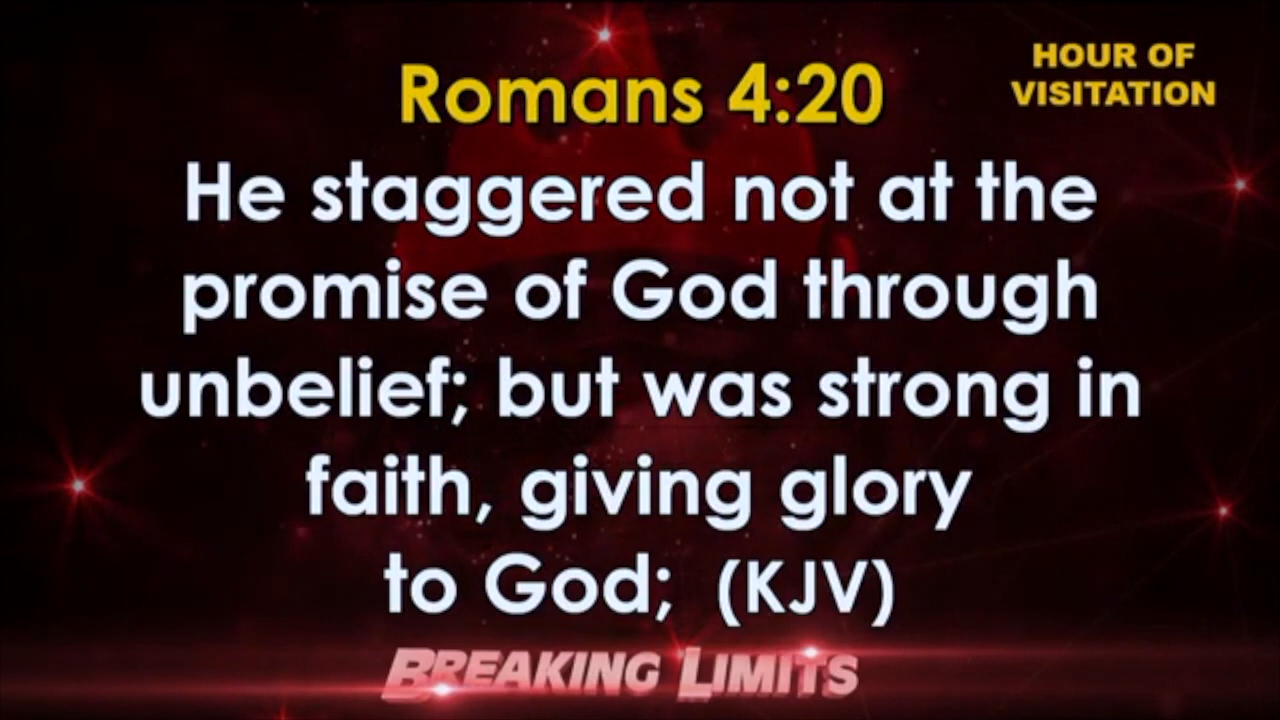 HOUR OF
VISITATION
Romans 4:20
He staggered not at the
promise of God through
unbelief; but was strong in
faith, giving glory
to God; (KJV)
BREAKING LIMITS